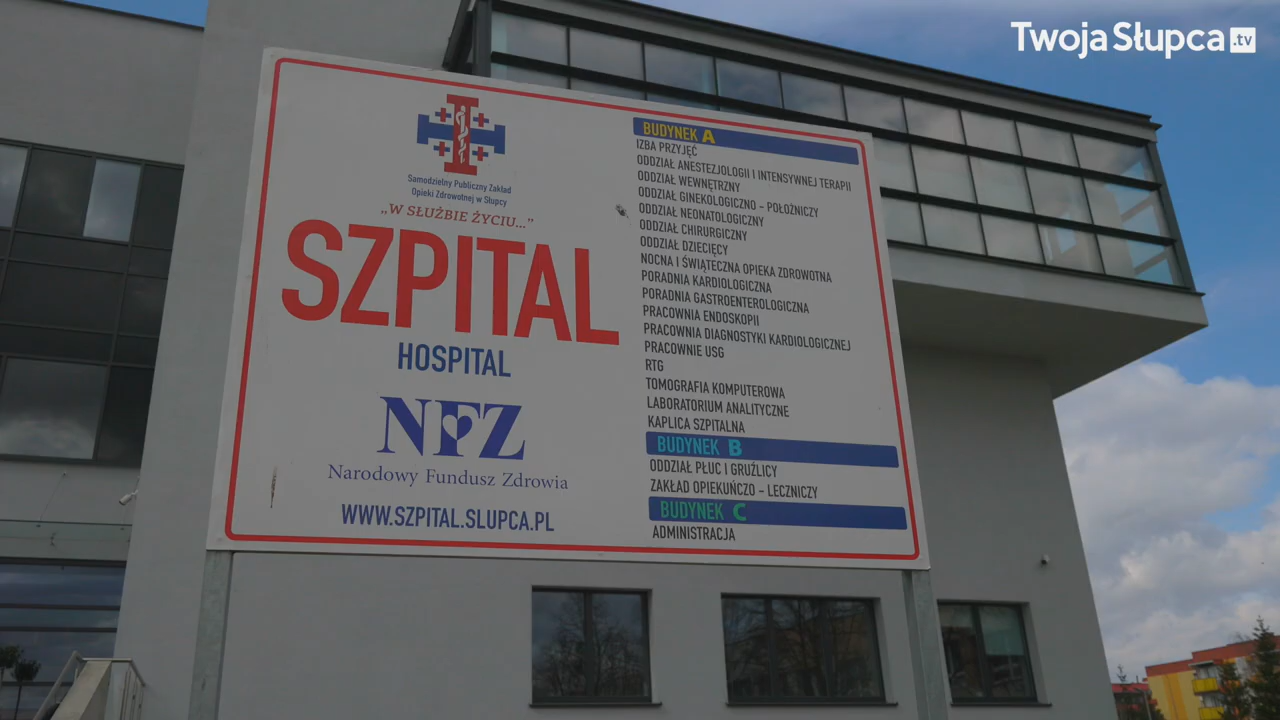 Twoja Słupca.tv
Samodzielny Publiczny Zakład
Opieki Zdrowotnej w Słupcy
„W SŁUŻBIE ŻYCIU...”
SZPITAL
HOSPITAL
NFZ
Narodowy Fundusz Zdrowia
WWW.SZPITAL.SLUPCA.PL
BUDYNEK A
IZBA PRZYJĘĆ
ODDZIAŁ ANESTEZJOLOGII I INTENSYWNEJ TERAPII
ODDZIAŁ WEWNĘTRZNY
ODDZIAŁ GINEKOLOGICZNO - POŁOŻNICZY
ODDZIAŁ NEONATOLOGICZNY
ODDZIAŁ CHIRURGICZNY
ODDZIAŁ DZIECIĘCY
NOCNA I ŚWIĄTECZNA OPIEKA ZDROWOTNA
PORADNIA KARDIOLOGICZNA
PORADNIA GASTROENTEROLOGICZNA
PRACOWNIA ENDOSKOPII
PRACOWNIA DIAGNOSTYKI KARDIOLOGICZNEJ
PRACOWNIE USG
RTG
TOMOGRAFIA KOMPUTEROWA
LABORATORIUM ANALITYCZNE
KAPLICA SZPITALNA
BUDYNEK B
ODDZIAŁ PŁUC I GRUŹLICY
ZAKŁAD OPIEKUŃCZO - LECZNICZY
BUDYNEK C
ADMINISTRACJA